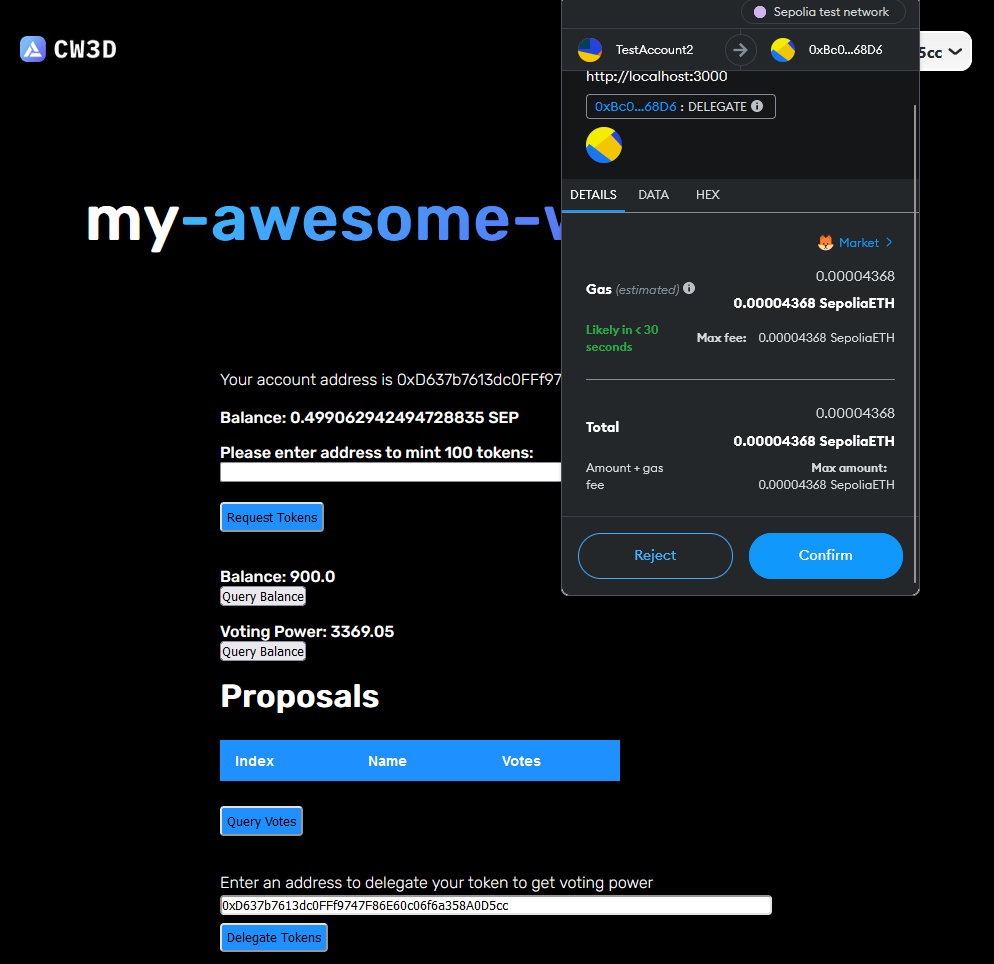 CW3D
5cc
my-awesome-
Your account address is 0xD637b7613dc0FFf97
Balance: 0.499062942494728835 SEP
Please enter address to mint 100 tokens:
Request Tokens
Balance: 900.0
Query Balance
Voting Power: 3369.05
Query Balance
Proposals
Index Name Votes
Query Votes
Enter an address to delegate your token to get voting power
0xD637b7613dc0FFf9747F86E60c06f6a358A0D5cc
Delegate Tokens
Sepolia test network
TestAccount2 0xBc0...68D6
http://localhost:3000
0xBc0...68D6 : DELEGATE
DETAILS DATA HEX
Market >
0.00004368
Gas (estimated) 0.00004368 SepoliaETH
Likely in < 30
seconds
Max fee: 0.00004368 SepoliaETH
0.00004368
Total 0.00004368 SepoliaETH
Amount + gas
fee
Max amount:
0.00004368 SepoliaETH
Reject Confirm